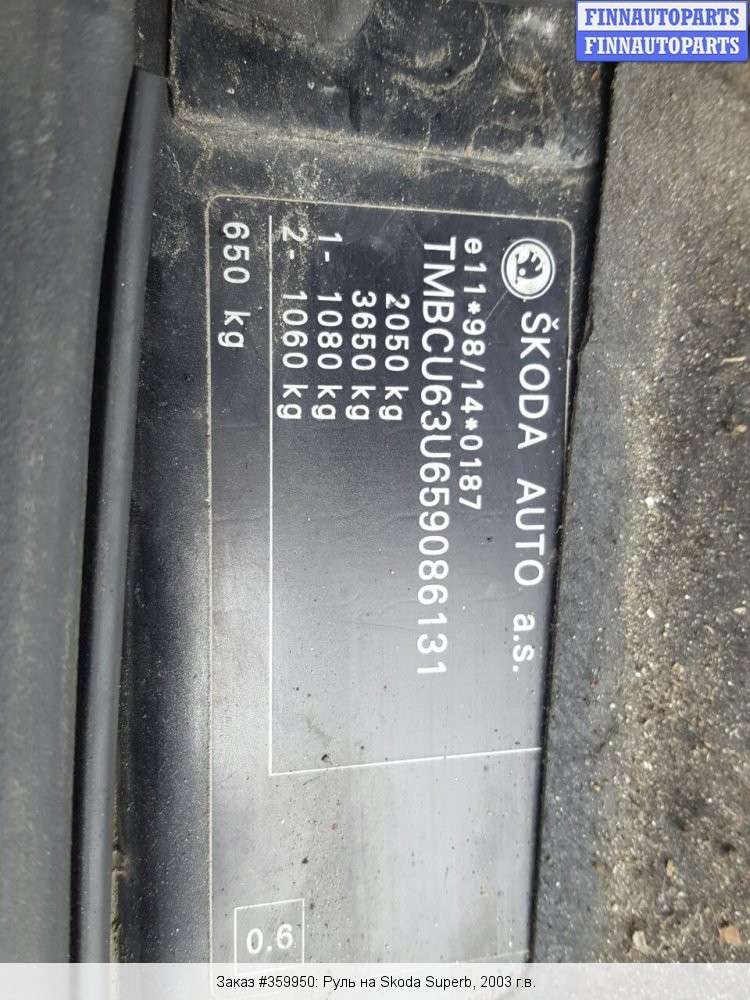 FINNAUTOPARTS
FINNAUTOPARTS
ŠKODA AUTO a.s.
e11*98/14*0187
TMBCU63U659086131
2050 kg
3650 kg
1- 1080 kg
2- 1060 kg
650 kg
0.6
Заказ #359950: Руль на Skoda Superb, 2003 г.в.